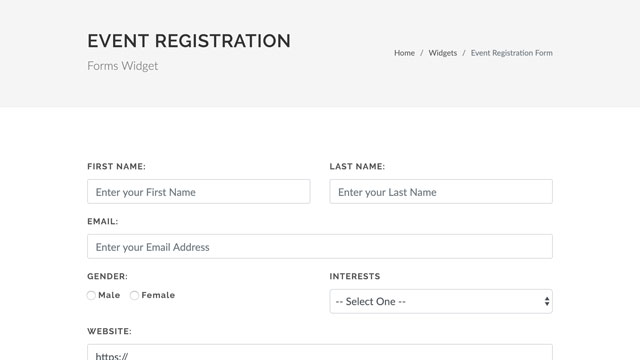 EVENT REGISTRATION
Forms Widget
Home / Widgets / Event Registration Form
FIRST NAME: LAST NAME:
Enter your First Name Enter your Last Name
EMAIL:
Enter your Email Address
GENDER: INTERESTS
Male Female -- Select One --
WEBSITE:
https://